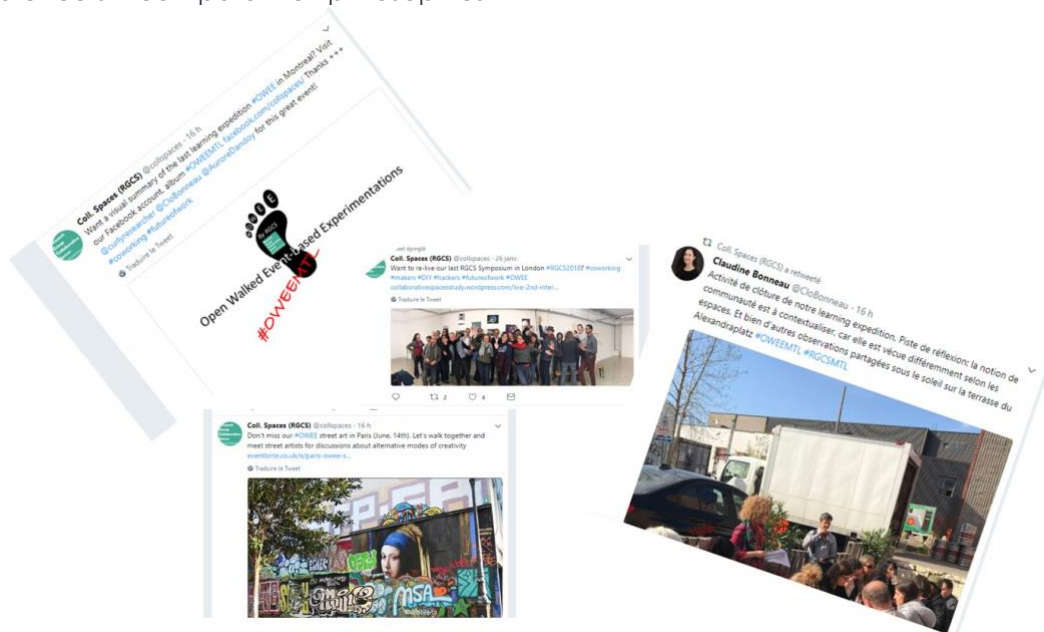 Coll. Spaces (RGCS) @collspaces · 16 h
Want a visual summary of the last learning expedition #OWEE in Montreal? Visit
our Facebook account, album #OWEEMTL facebook.com/collspaces/ Thanks +++
@curlyresearcher @CloBonneau @AuroreDandoy for this great event!
#coworking #futureofwork
Traduire le Tweet
OWEE
by RGCS
Open Walked Event-based Experimentations
#OWEEMTL
Coll. Spaces (RGCS) @collspaces · 26 janv.
Want to re-live our last RGCS Symposium in London #RGCS2018? #coworking
#makers #DIY #hackers #futureofwork #OWEE
collaborativespacesstudy.wordpress.com/live-2nd-inter...
Traduire le Tweet
2
4
Coll. Spaces (RGCS) @collspaces · 16 h
Don't miss our #OWEE street art in Paris (June, 14th). Let's walk together and
meet street artists for discussions about alternative modes of creativity
eventbrite.co.uk/e/paris-owee-s...
Traduire le Tweet
MSA
Coll. Spaces (RGCS) a retweeté
Claudine Bonneau @CloBonneau · 16 h
Activité de clôture de notre learning expedition. Piste de réflexion: la notion de
communauté est à contextualiser, car elle est vécue différemment selon les
espaces. Et bien d'autres observations partagées sous le soleil sur la terrasse du
Alexandraplatz #OWEEMTL #RGCSMTL